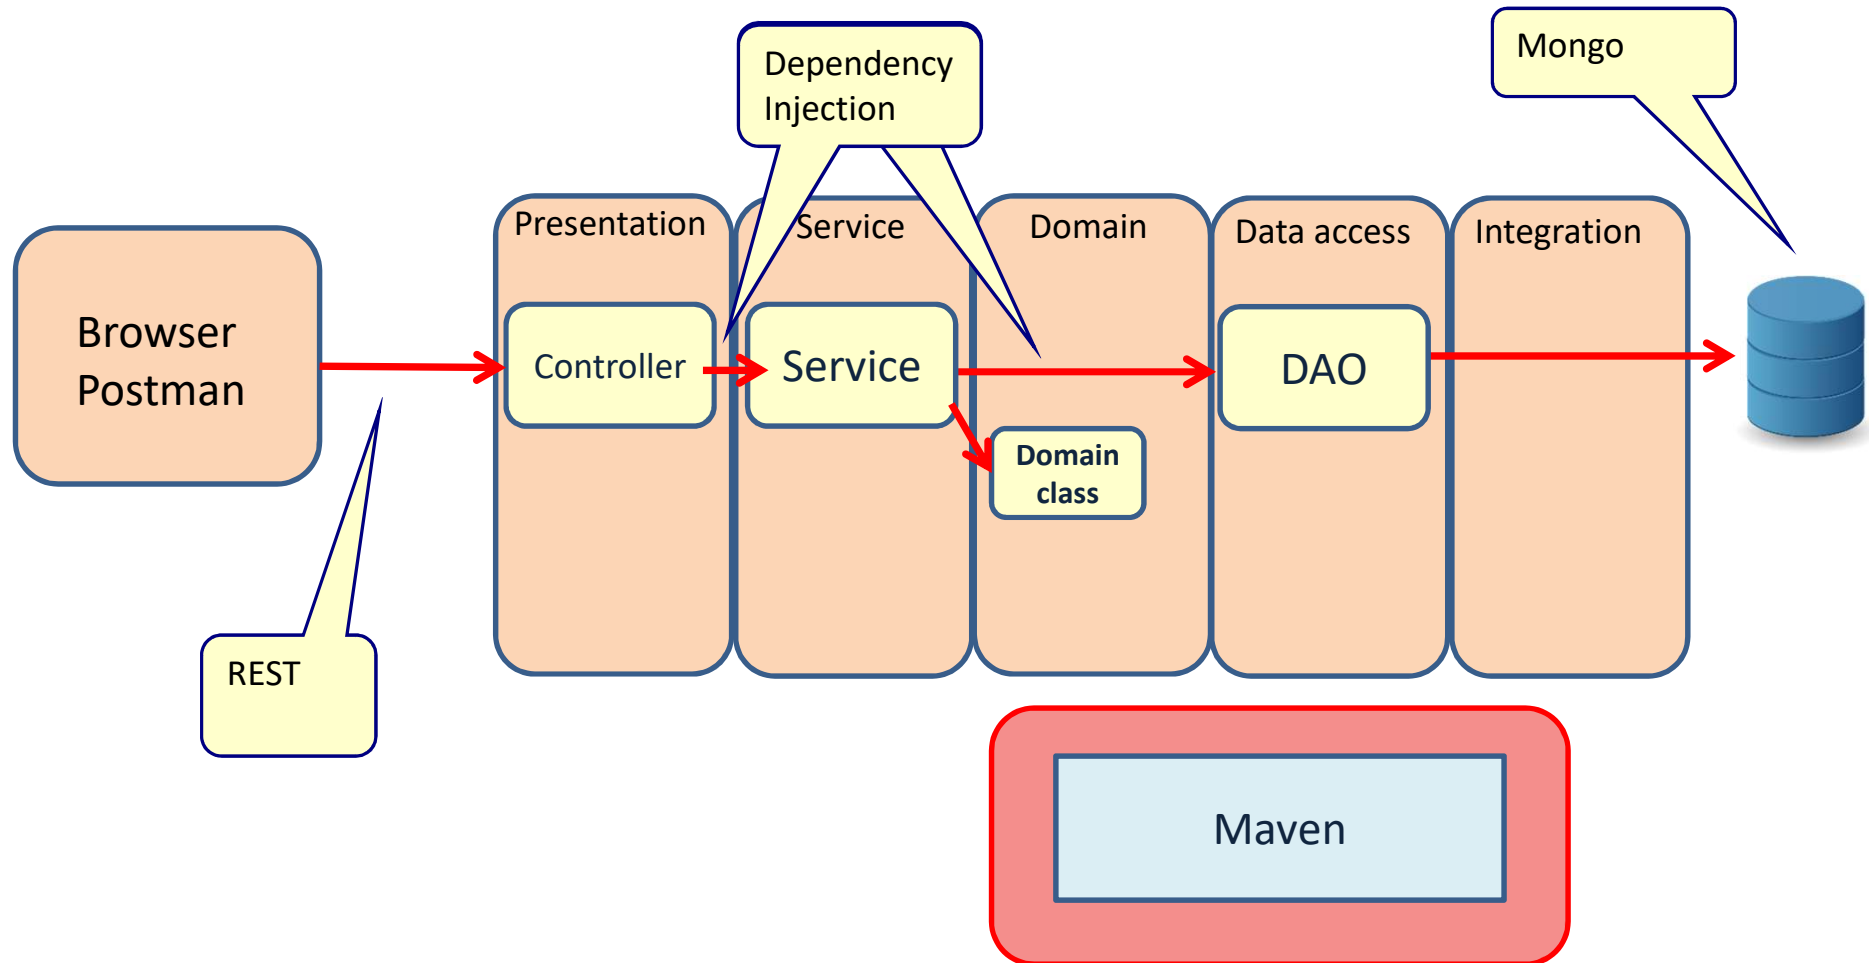 Dependency
Injection
Mongo
Presentation
Service
Domain
Data access
Integration
Browser
Postman
Controller
Service
DAO
Domain
class
REST
Maven